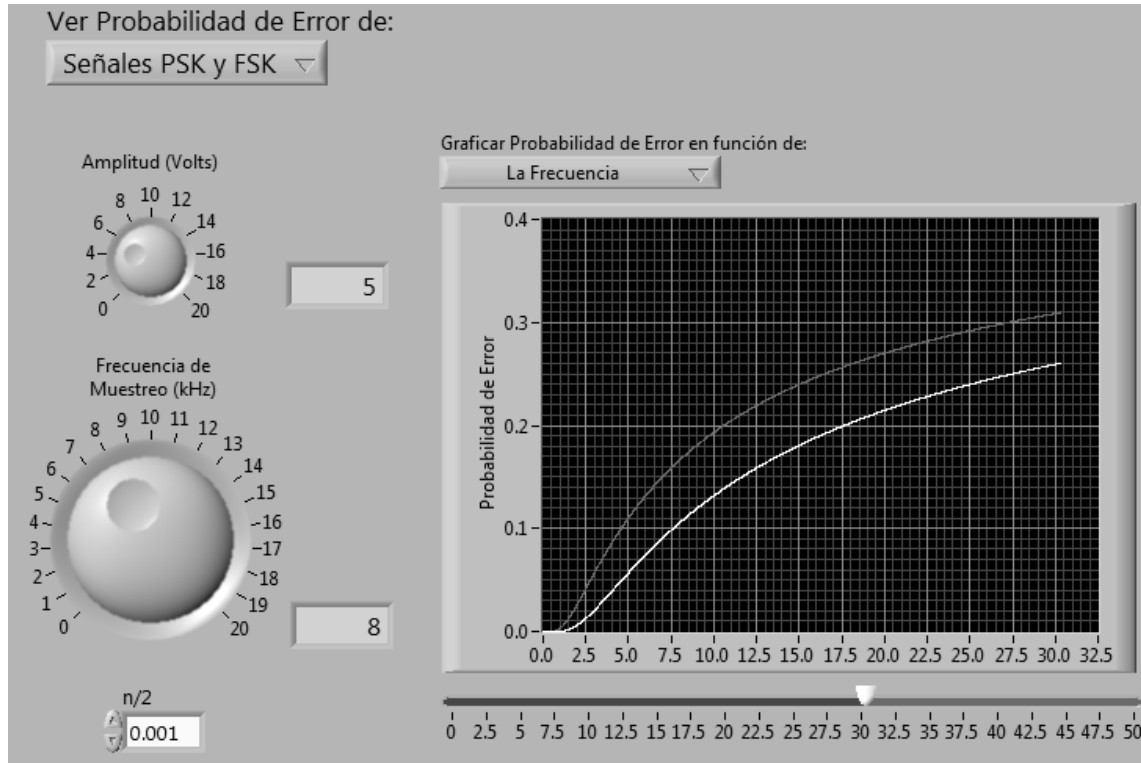 Ver Probabilidad de Error de:
Señales PSK y FSK
Amplitud (Volts)
0 2 4 6 8 10 12 14 16 18 20
5
Frecuencia de
Muestreo (kHz)
0 1 2 3 4 5 6 7 8 9 10 11 12 13 14 15 16 17 18 19 20
8
n/2
0.001
Graficar Probabilidad de Error en función de:
La Frecuencia
Probabilidad de Error
0.4
0.3
0.2
0.1
0.0
0.0 2.5 5.0 7.5 10.0 12.5 15.0 17.5 20.0 22.5 25.0 27.5 30.0 32.5
0 2.5 5 7.5 10 12.5 15 17.5 20 22.5 25 27.5 30 32.5 35 37.5 40 42.5 45 47.5 50